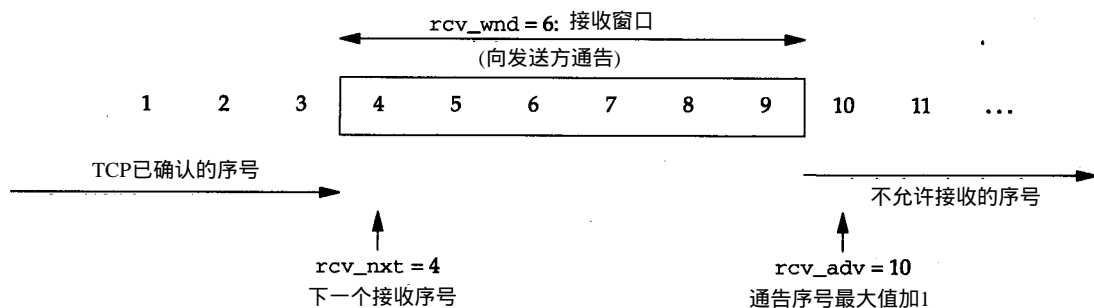 rcv_wnd = 6: 接收窗口
(向发送方通告)
1 2 3 4 5 6 7 8 9 10 11 ...
TCP已确认的序号
不允许接收的序号
rcv_nxt = 4
下一个接收序号
rcv_adv = 10
通告序号最大值加1